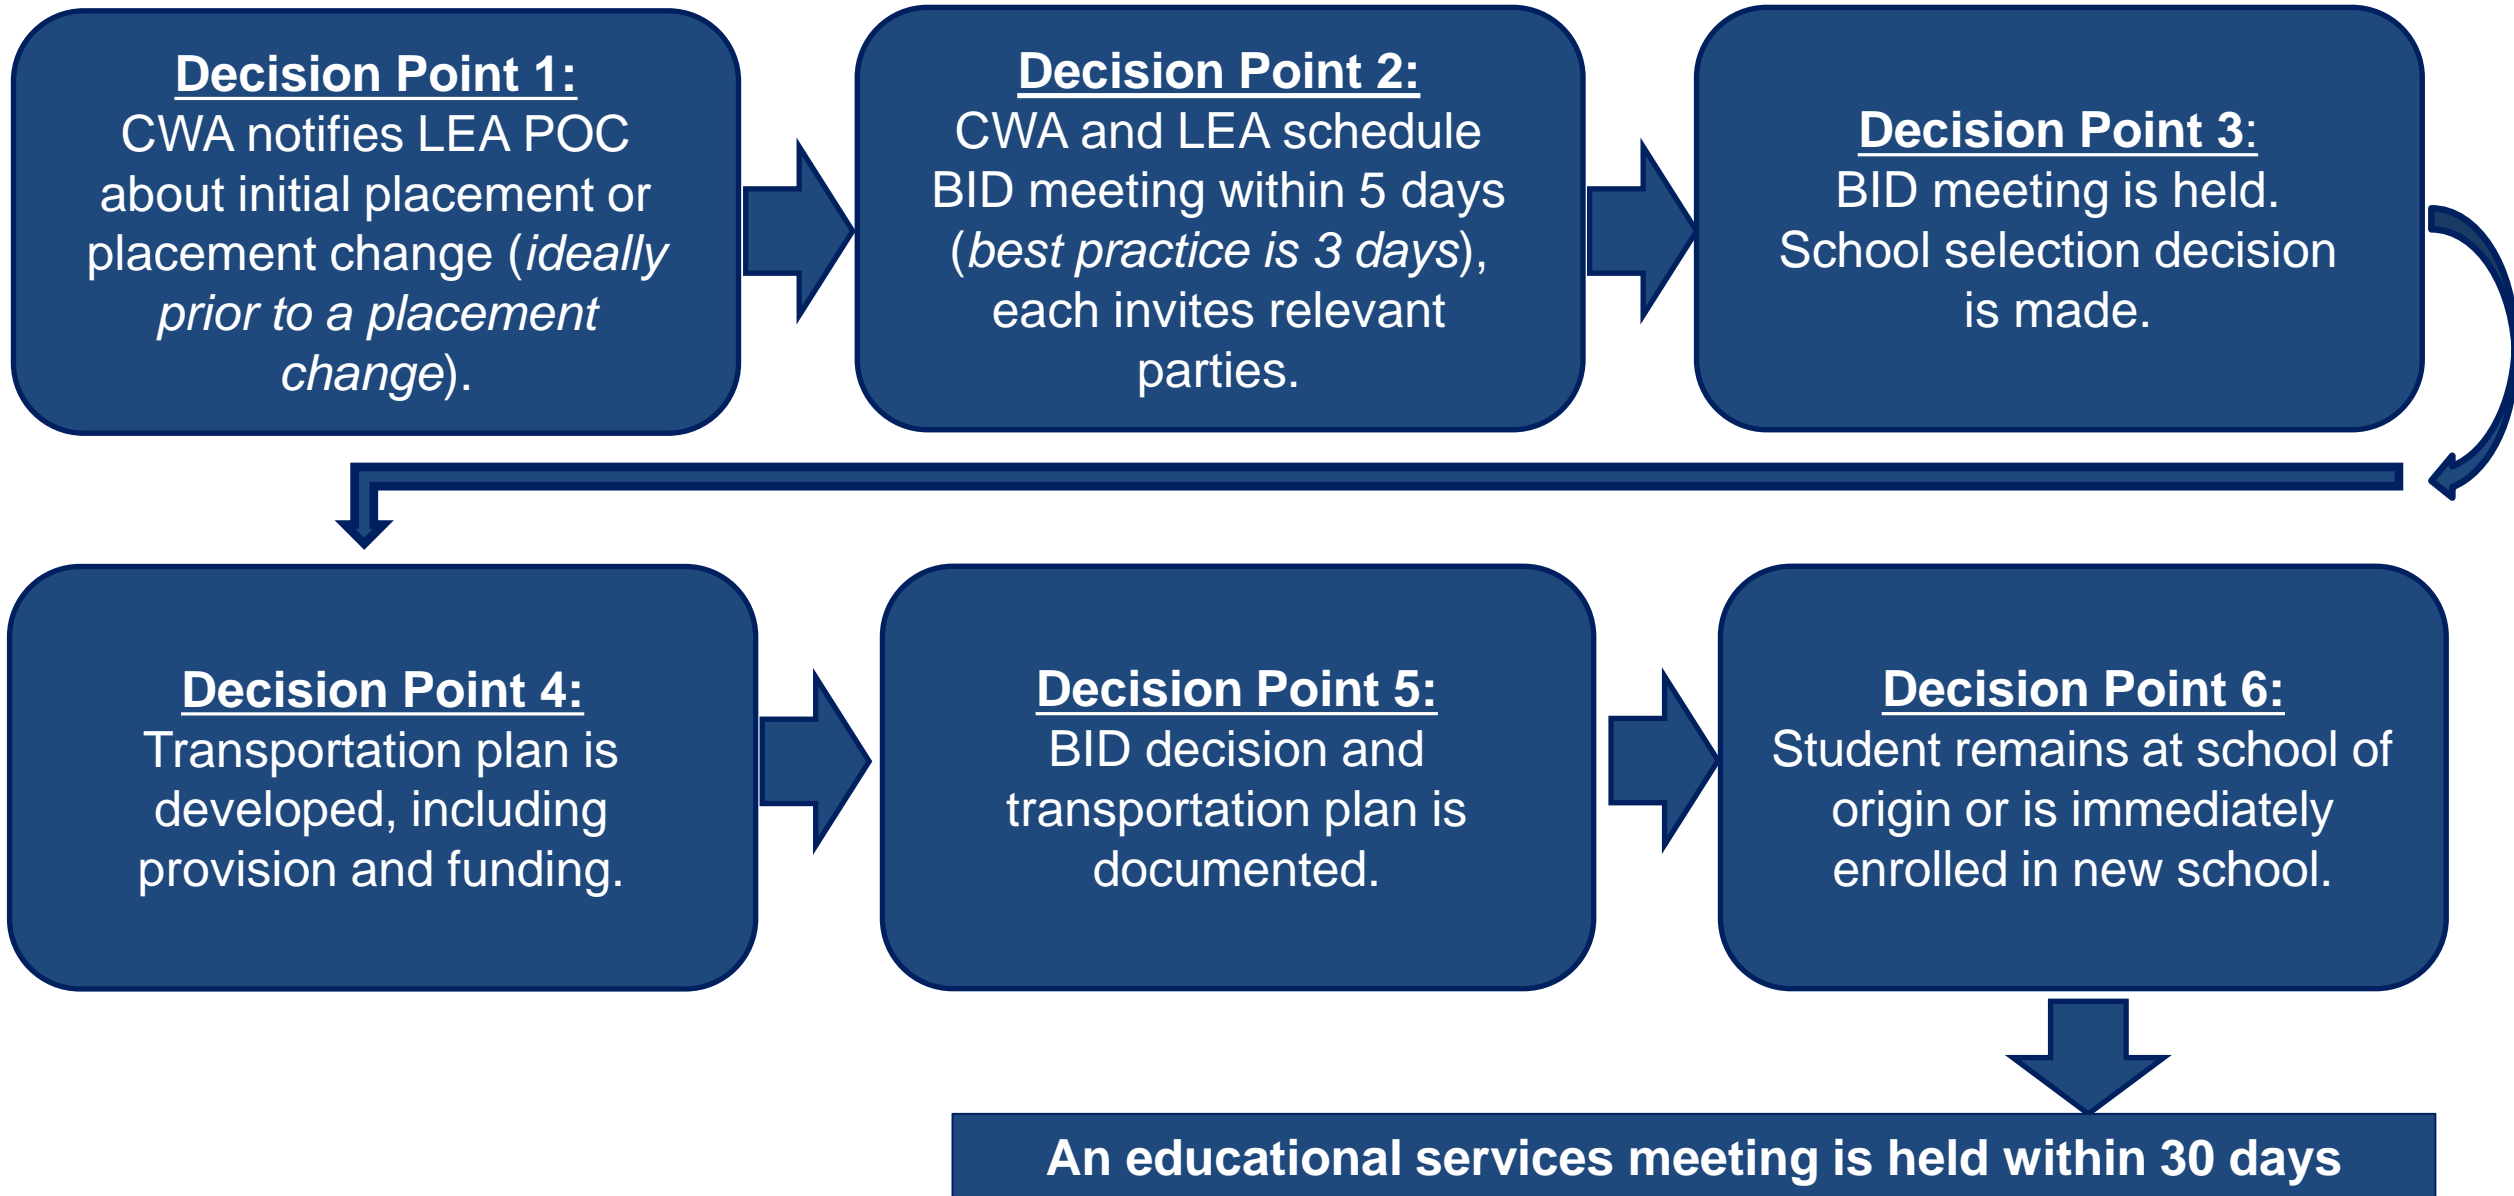 Decision Point 1:
CWA notifies LEA POC
about initial placement or
placement change (ideally
prior to a placement
change).
Decision Point 2:
CWA and LEA schedule
BID meeting within 5 days
(best practice is 3 days),
each invites relevant
parties.
Decision Point 3:
BID meeting is held.
School selection decision
is made.
Decision Point 4:
Transportation plan is
developed, including
provision and funding.
Decision Point 5:
BID decision and
transportation plan is
documented.
Decision Point 6:
Student remains at school of
origin or is immediately
enrolled in new school.
An educational services meeting is held within 30 days